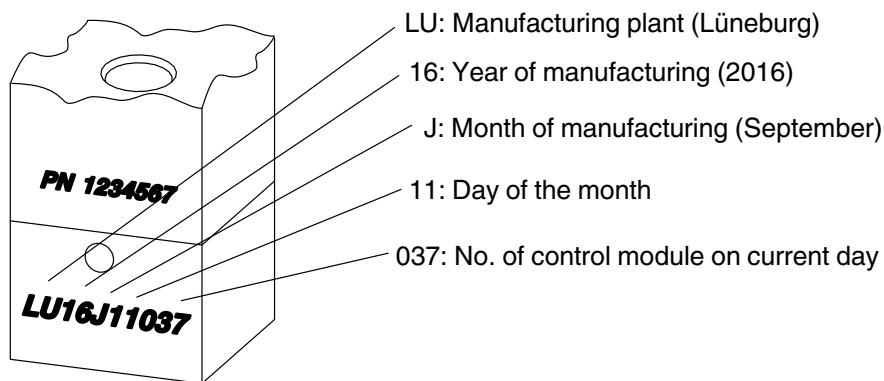 LU: Manufacturing plant (Lüneburg)
16: Year of manufacturing (2016)
J: Month of manufacturing (September)
11: Day of the month
037: No. of control module on current day
PN 1234567
LU16J11037